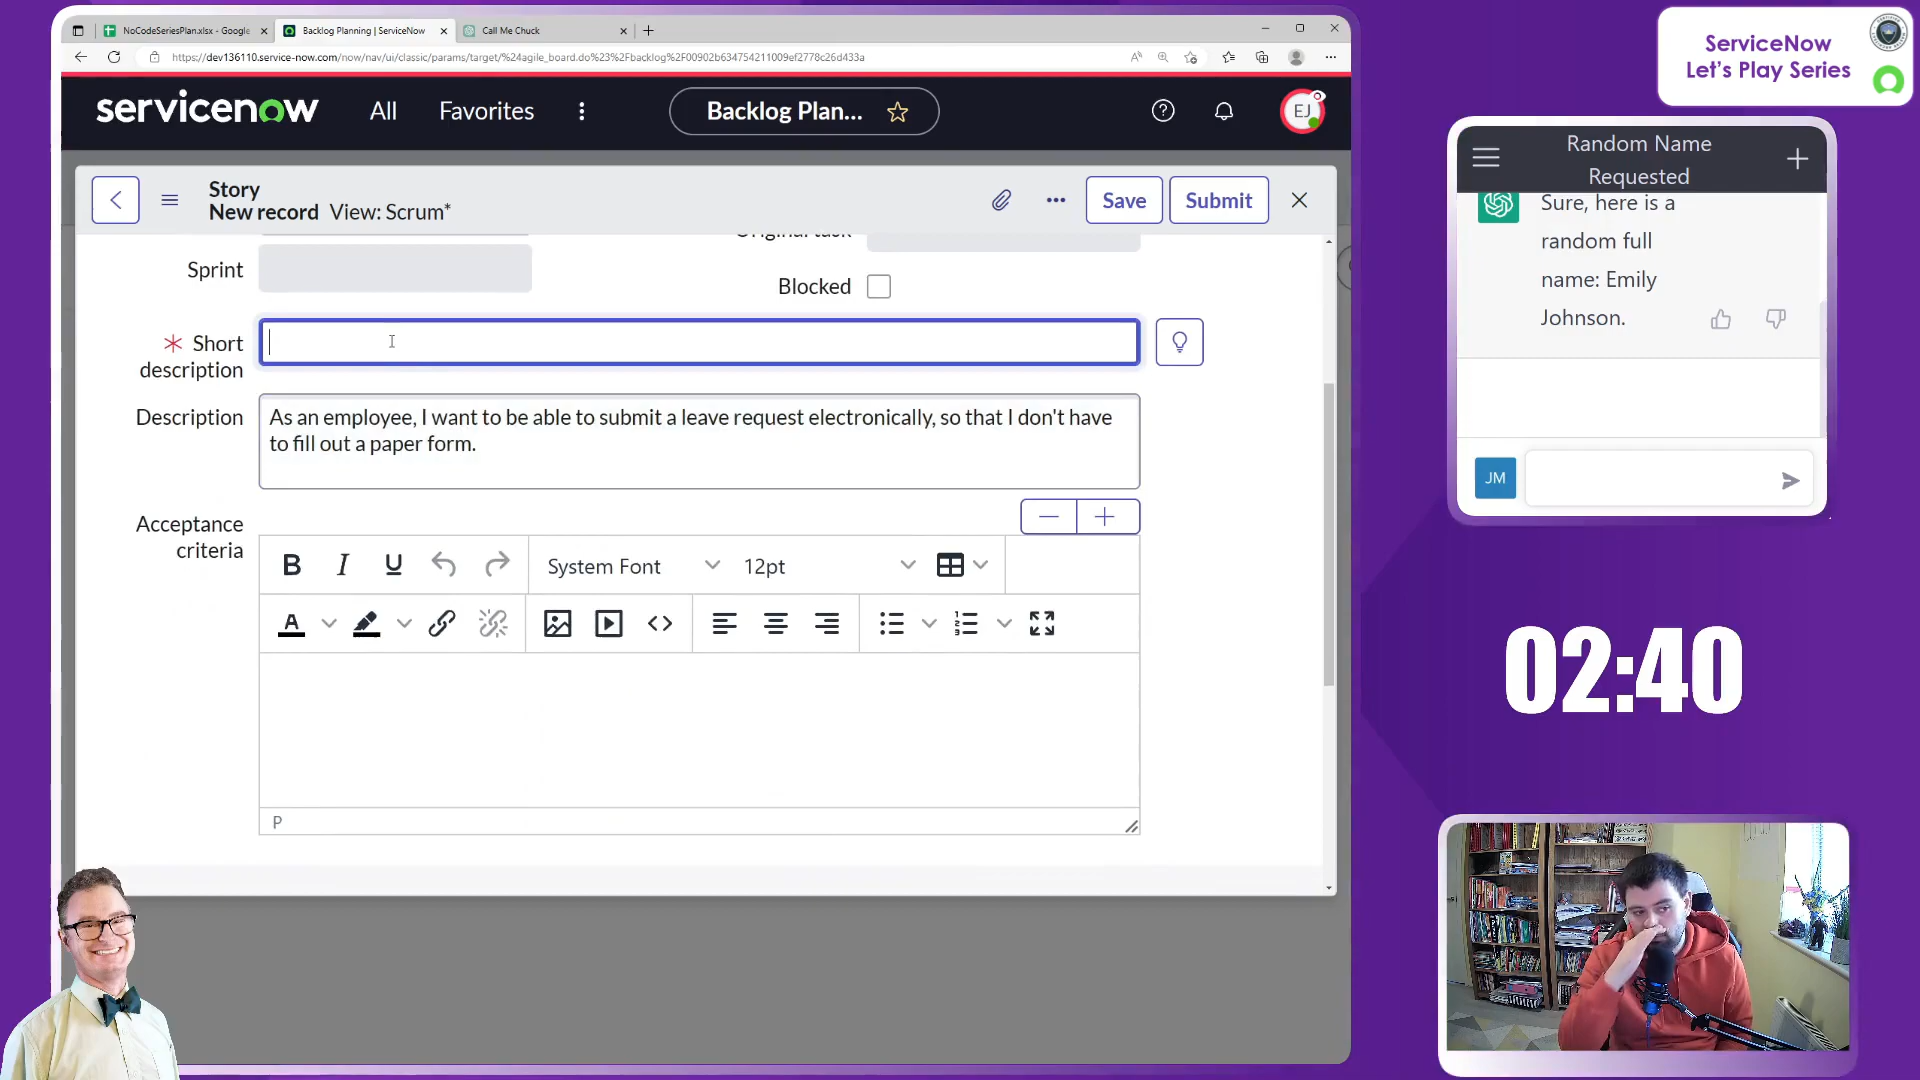 NoCodeSeriesPlan.xlsx - Google
Backlog Planning | ServiceNow
Call Me Chuck
https://dev136110.service-now.com/now/nav/ui/classic/params/target/%24agile_board.do%23%2Fbacklog%2F00902b634754211009ef2778c26d433a
servicenow
All
Favorites
Backlog Plan...
EJ
Story
New record View: Scrum*
Save
Submit
Original task
Sprint
Blocked
* Short
description
Description
As an employee, I want to be able to submit a leave request electronically, so that I don't have
to fill out a paper form.
Acceptance
criteria
B I U
System Font
12pt
A
P
ServiceNow
Let's Play Series
Random Name
Requested
Sure, here is a
random full
name: Emily
Johnson.
JM
02:40